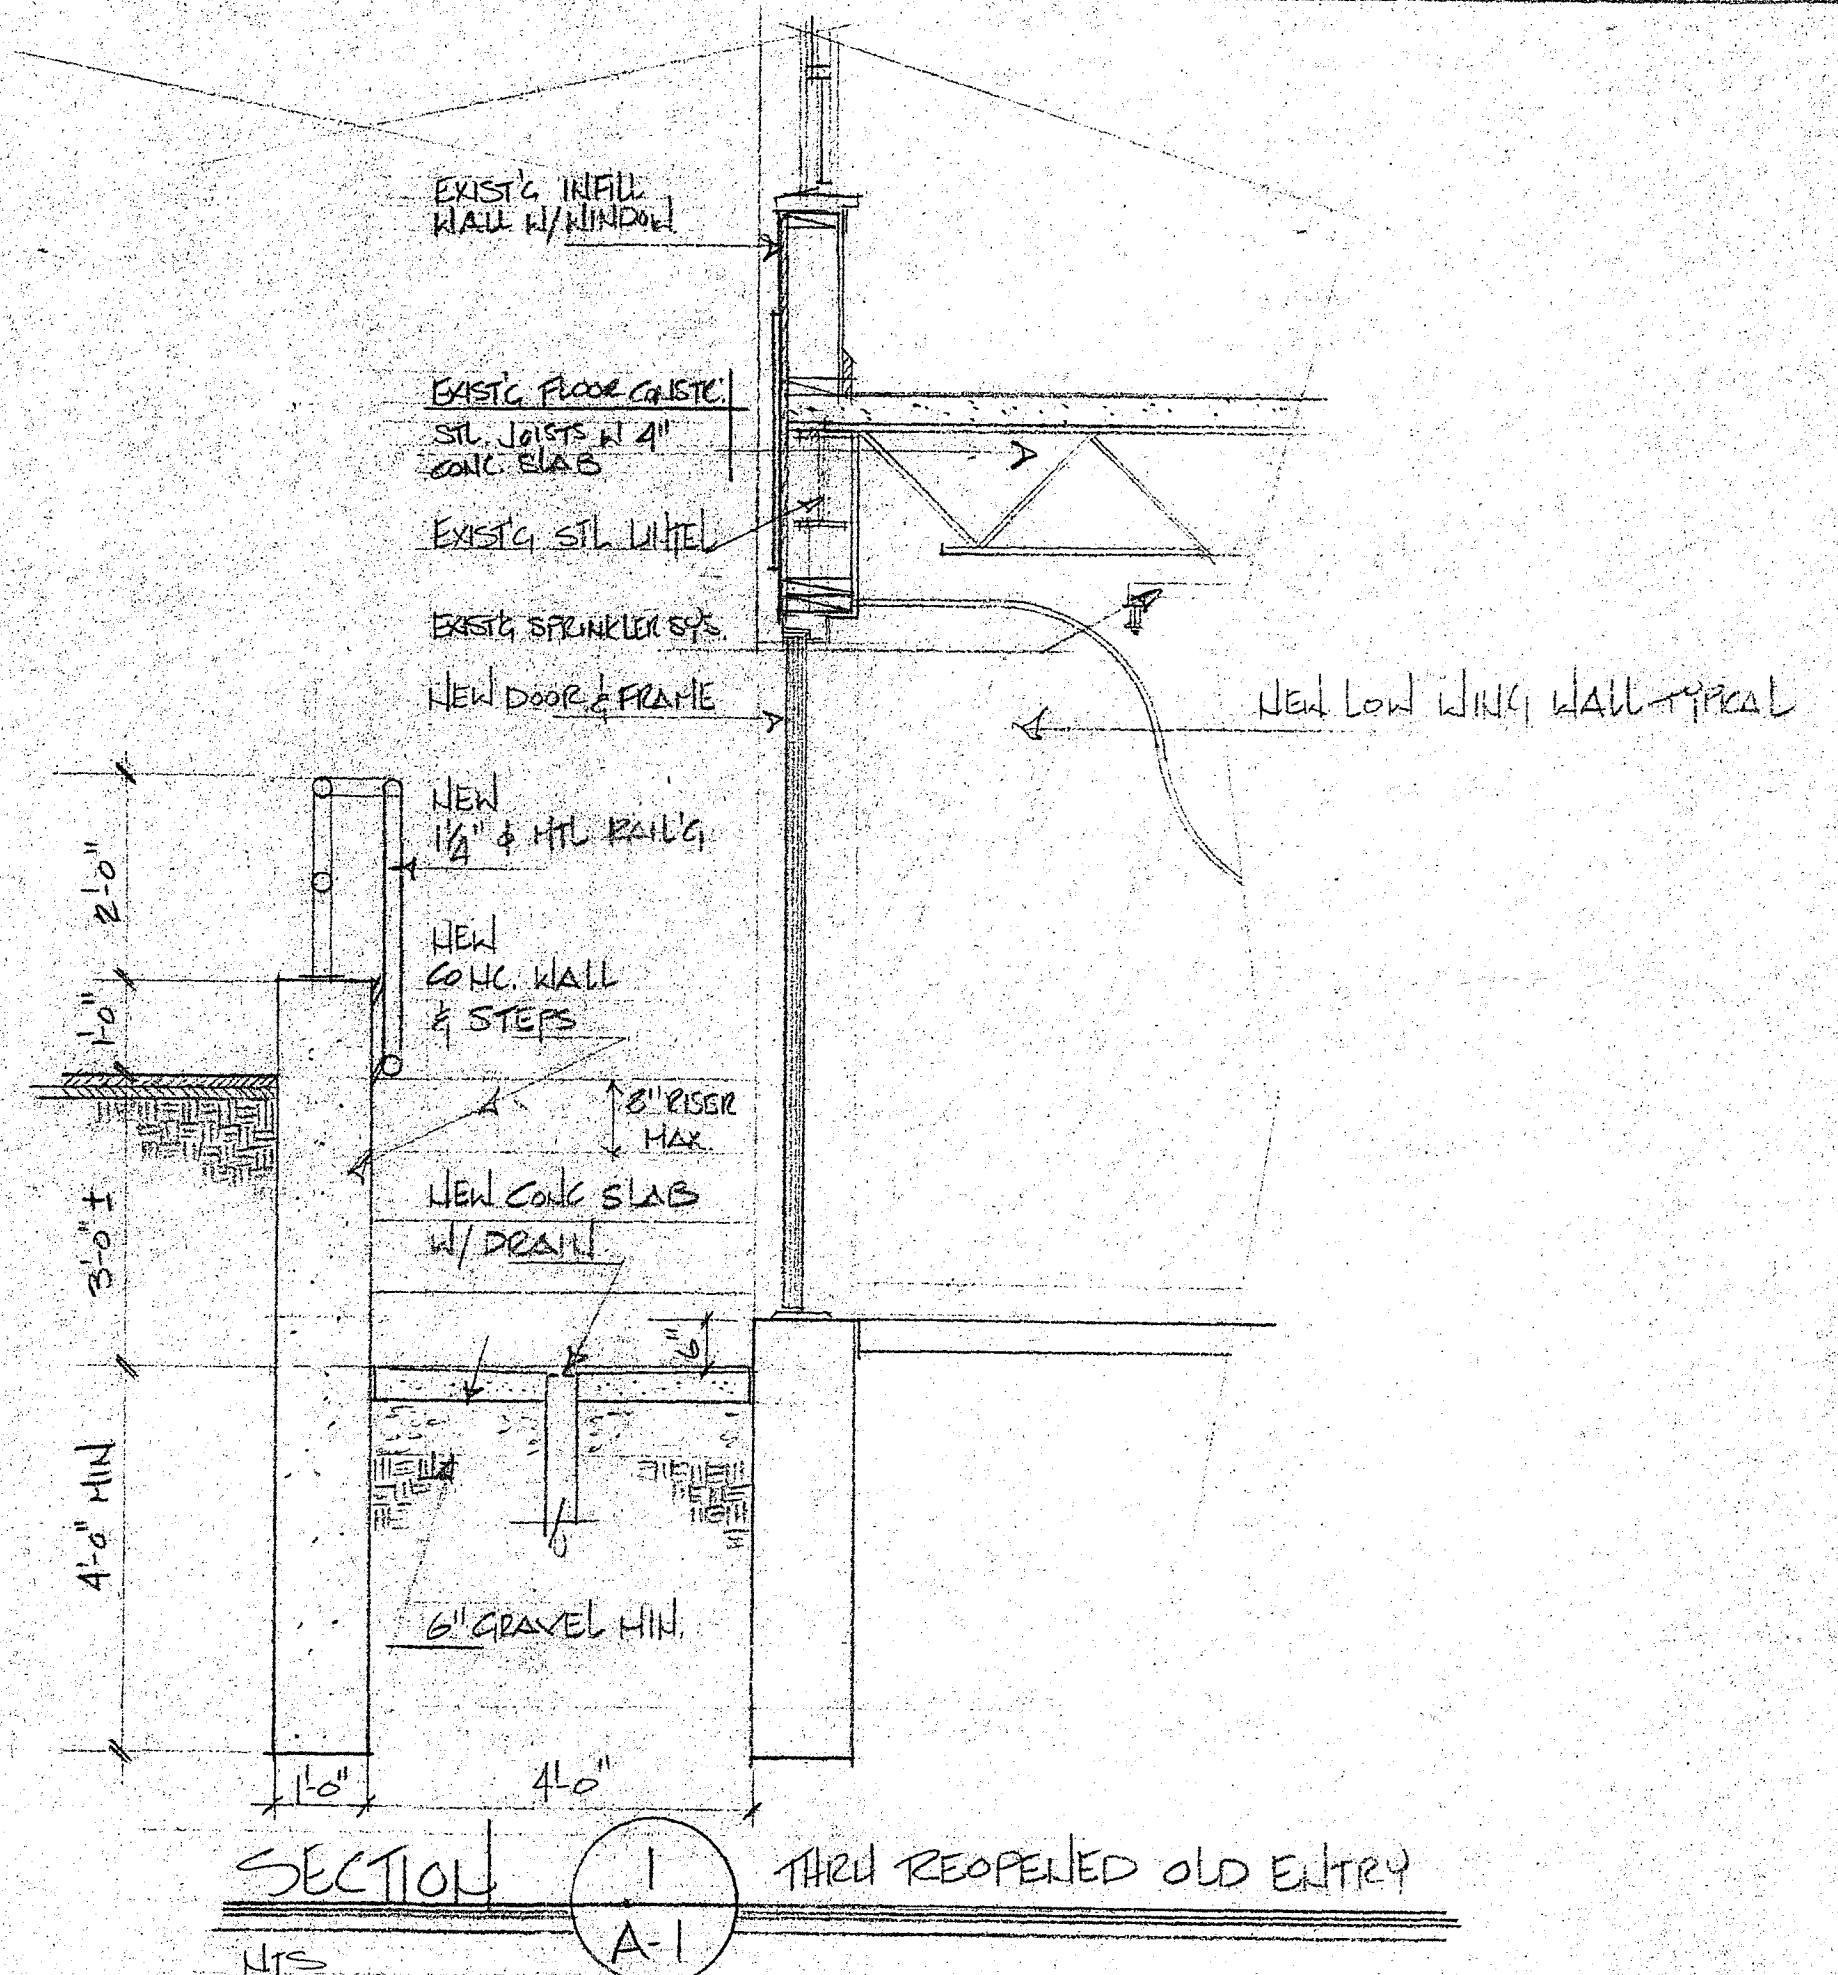 EXIST'G INFILL
WALL W/WINDOW
EXIST'G FLOOR CONSTR.
STL. JOISTS W 4"
CONC. SLAB
EXIST'G STL LINTEL
EXIST'G SPRINKLER SYS.
NEW DOOR & FRAME
NEW LOW WING WALL-TYPICAL
NEW
1 1/4" ϕ MTL RAIL'G
2'-0"
NEW
CONC. WALL
& STEPS
1'-0"
8" RISER
MAX.
NEW CONC SLAB
W/ DRAIN
3'-0" ±
6"
4'-0" MIN
6" GRAVEL MIN.
1'-0"
4'-0"
SECTION 1 THRU REOPENED OLD ENTRY
A-1
NTS